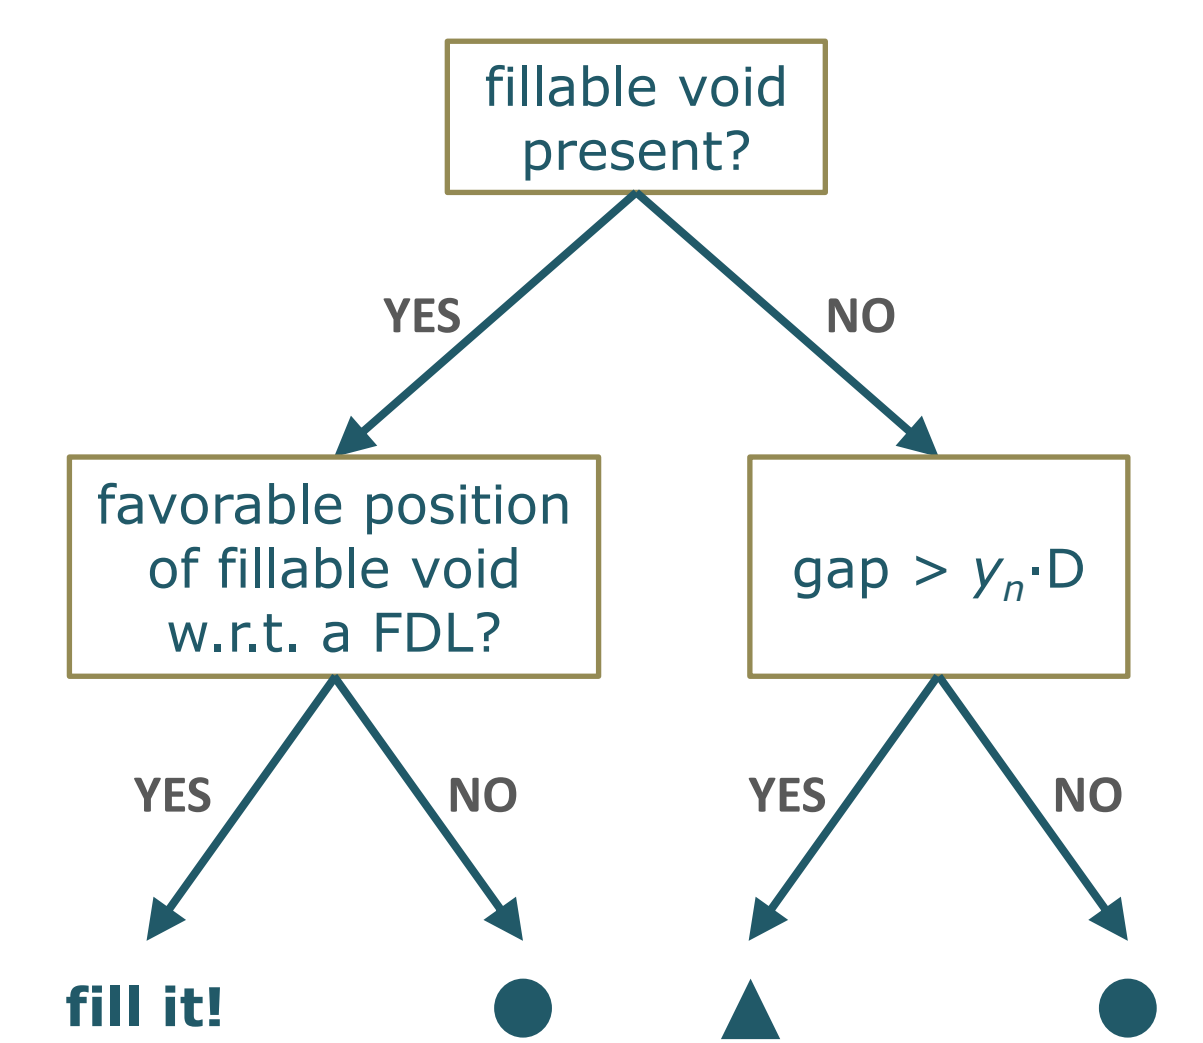 fillable void
present?
YES
NO
favorable position
of fillable void
w.r.t. a FDL?
gap > yₙ·D
YES
NO
YES
NO
fill it!